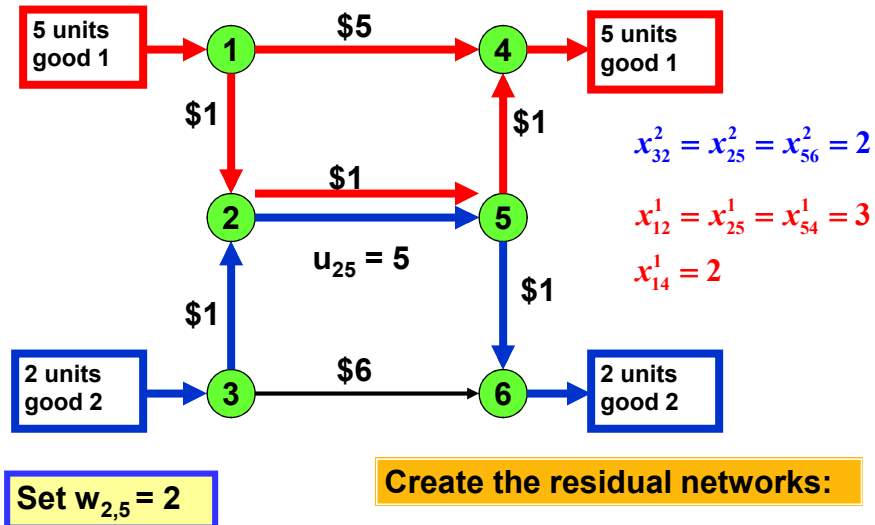 5 units
good 1
1
$5
4
5 units
good 1
$1
$1
x²₃₂ = x²₂₅ = x²₅₆ = 2
$1
2
5
x¹₁₂ = x¹₂₅ = x¹₅₄ = 3
u₂₅ = 5
x¹₁₄ = 2
$1
$1
2 units
good 2
3
$6
6
2 units
good 2
Set w₂,₅ = 2
Create the residual networks: